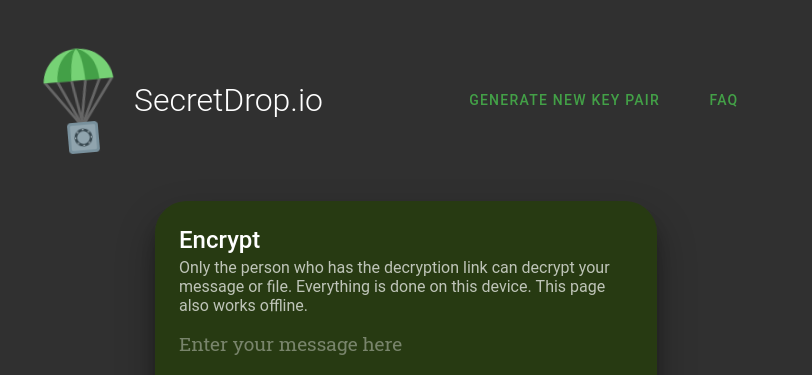 SecretDrop.io
GENERATE NEW KEY PAIR
FAQ
Encrypt
Only the person who has the decryption link can decrypt your
message or file. Everything is done on this device. This page
also works offline.
Enter your message here